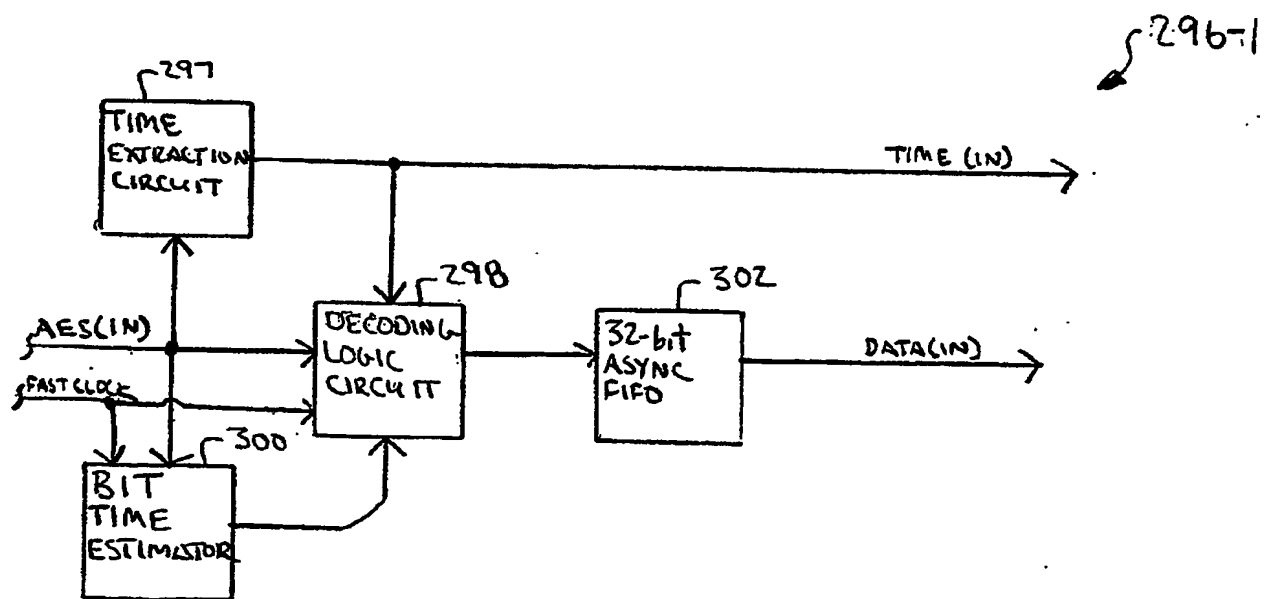 296-1
297
TIME
EXTRACTION
CIRCUIT
TIME (IN)
298
302
AES(IN)
DECODING
LOGIC
CIRCUIT
32-bit
ASYNC
FIFO
DATA(IN)
FAST CLOCK
300
BIT
TIME
ESTIMATOR